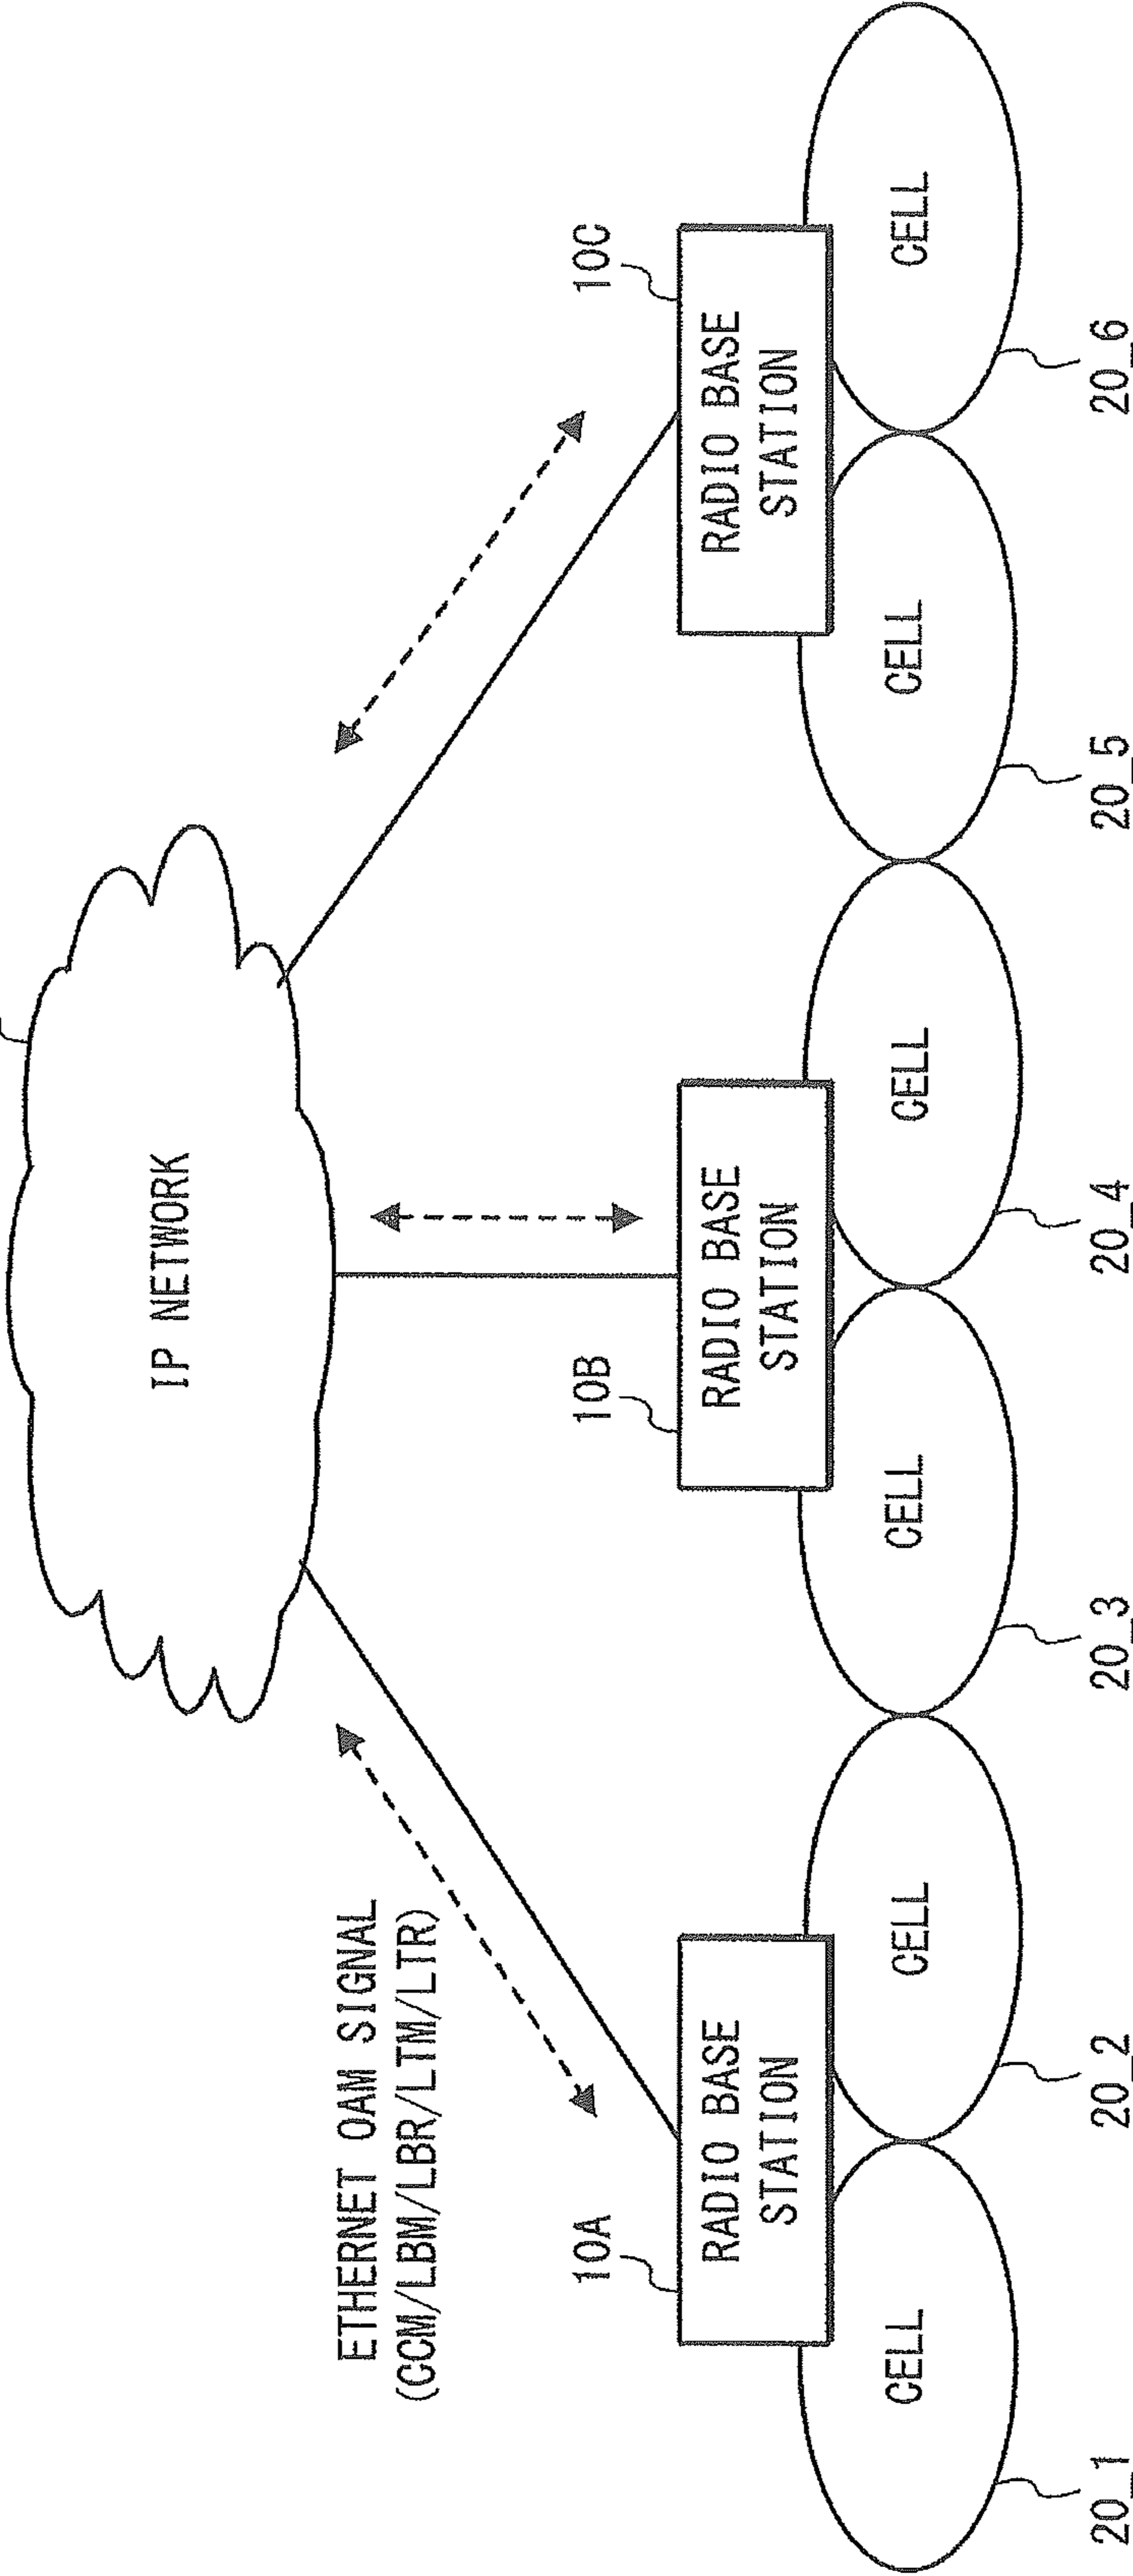 IP NETWORK
ETHERNET OAM SIGNAL
(CCM/LBM/LBR/LTM/LTR)
10A
10B
10C
RADIO BASE
STATION
RADIO BASE
STATION
RADIO BASE
STATION
CELL
CELL
CELL
CELL
CELL
CELL
20_1
20_2
20_3
20_4
20_5
20_6